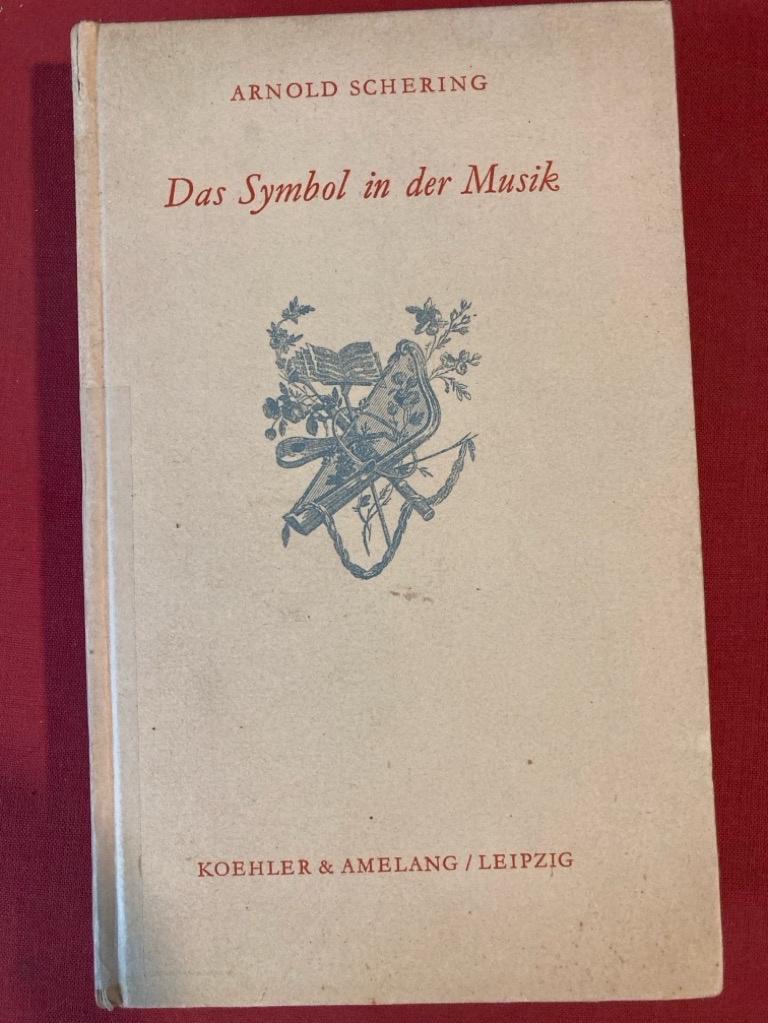 ARNOLD SCHERING
Das Symbol in der Musik
KOEHLER & AMELANG / LEIPZIG